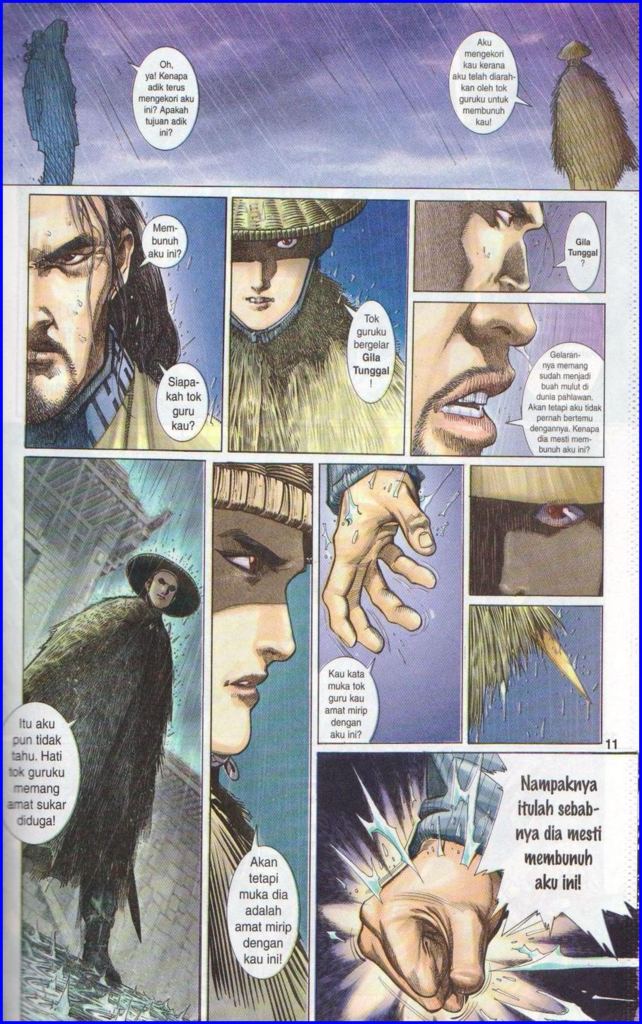 Oh,
ya! Kenapa
adik terus
mengekori aku
ini? Apakah
tujuan adik
ini?
Aku
mengekori
kau kerana
aku telah diarah-
kan oleh tok
guruku untuk
membunuh
kau!
Mem-
bunuh
aku ini?
Siapa-
kah tok
guru
kau?
Tok
guruku
bergelar
Gila
Tunggal
!
Gila
Tunggal
?
Gelaran-
nya memang
sudah menjadi
buah mulut di
dunia pahlawan.
Akan tetapi aku tidak
pernah bertemu
dengannya. Kenapa
dia mesti mem-
bunuh aku ini?
Itu aku
pun tidak
tahu. Hati
tok guruku
memang
amat sukar
diduga!
Akan
tetapi
muka dia
adalah
amat mirip
dengan
kau ini!
Kau kata
muka tok
guru kau
amat mirip
dengan
aku ini?
11
Nampaknya
itulah sebab-
nya dia mesti
membunuh
aku ini!